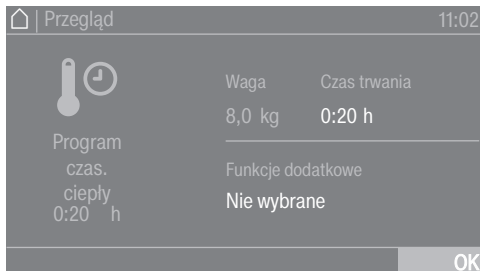 Przegląd 11:02
Program
czas.
ciepły
0:20 h
Waga Czas trwania
8,0 kg 0:20 h
Funkcje dodatkowe
Nie wybrane
OK